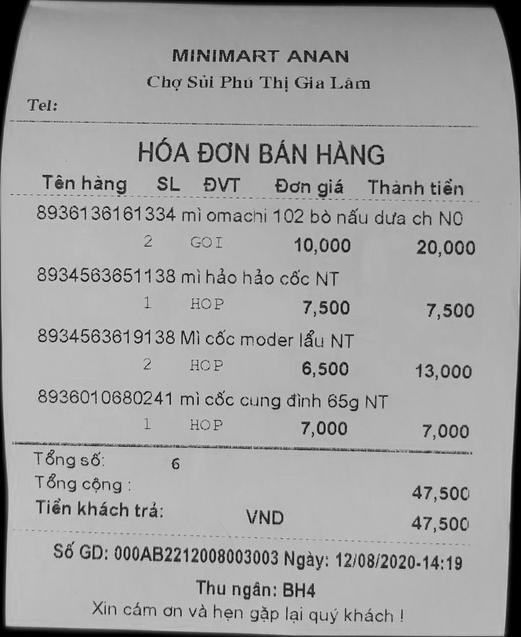 MINIMART ANAN
Chợ Sủi Phú Thị Gia Lâm
Tel:
HÓA ĐƠN BÁN HÀNG
Tên hàng SL ĐVT Đơn giá Thành tiền
8936136161334 mì omachi 102 bò nấu dưa ch N0
2 GOI 10,000 20,000
8934563651138 mì hảo hảo cốc NT
1 HOP 7,500 7,500
8934563619138 Mì cốc moder lẩu NT
2 HOP 6,500 13,000
8936010680241 mì cốc cung đình 65g NT
1 HOP 7,000 7,000
Tổng số: 6
Tổng cộng : 47,500
Tiền khách trả: VND 47,500
Số GD: 000AB2212008003003 Ngày: 12/08/2020-14:19
Thu ngân: BH4
Xin cám ơn và hẹn gặp lại quý khách !